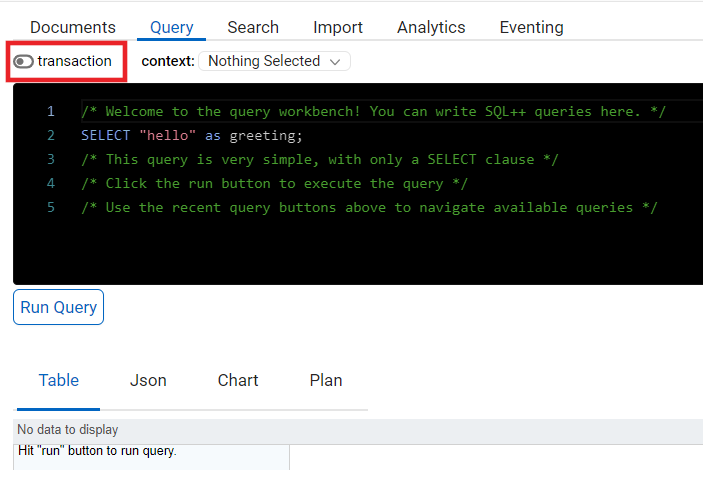 Documents Query Search Import Analytics Eventing
transaction context: Nothing Selected
1 /* Welcome to the query workbench! You can write SQL++ queries here. */
2 SELECT "hello" as greeting;
3 /* This query is very simple, with only a SELECT clause */
4 /* Click the run button to execute the query */
5 /* Use the recent query buttons above to navigate available queries */
Run Query
Table Json Chart Plan
No data to display
Hit "run" button to run query.